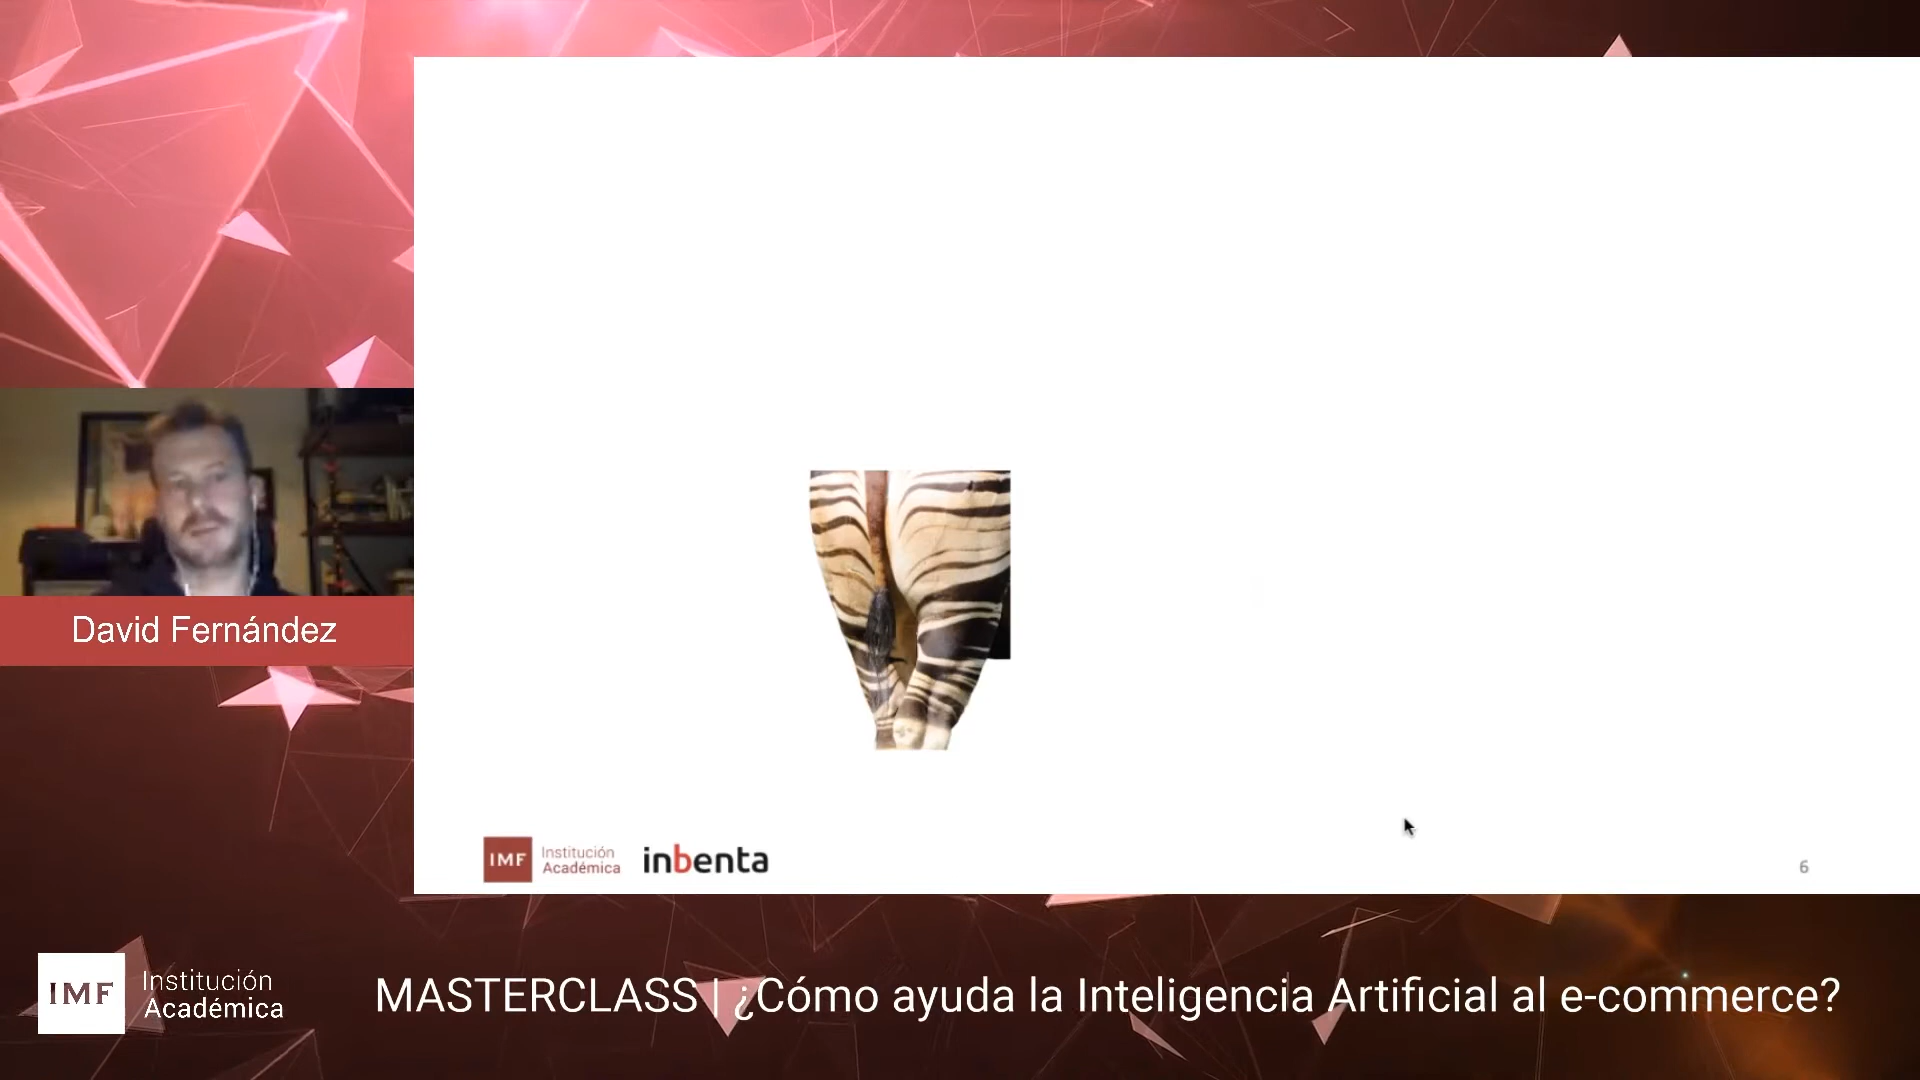 David Fernández
IMF Institución
Académica
inbenta
6
IMF Institución
Académica
MASTERCLASS | ¿Cómo ayuda la Inteligencia Artificial al e-commerce?